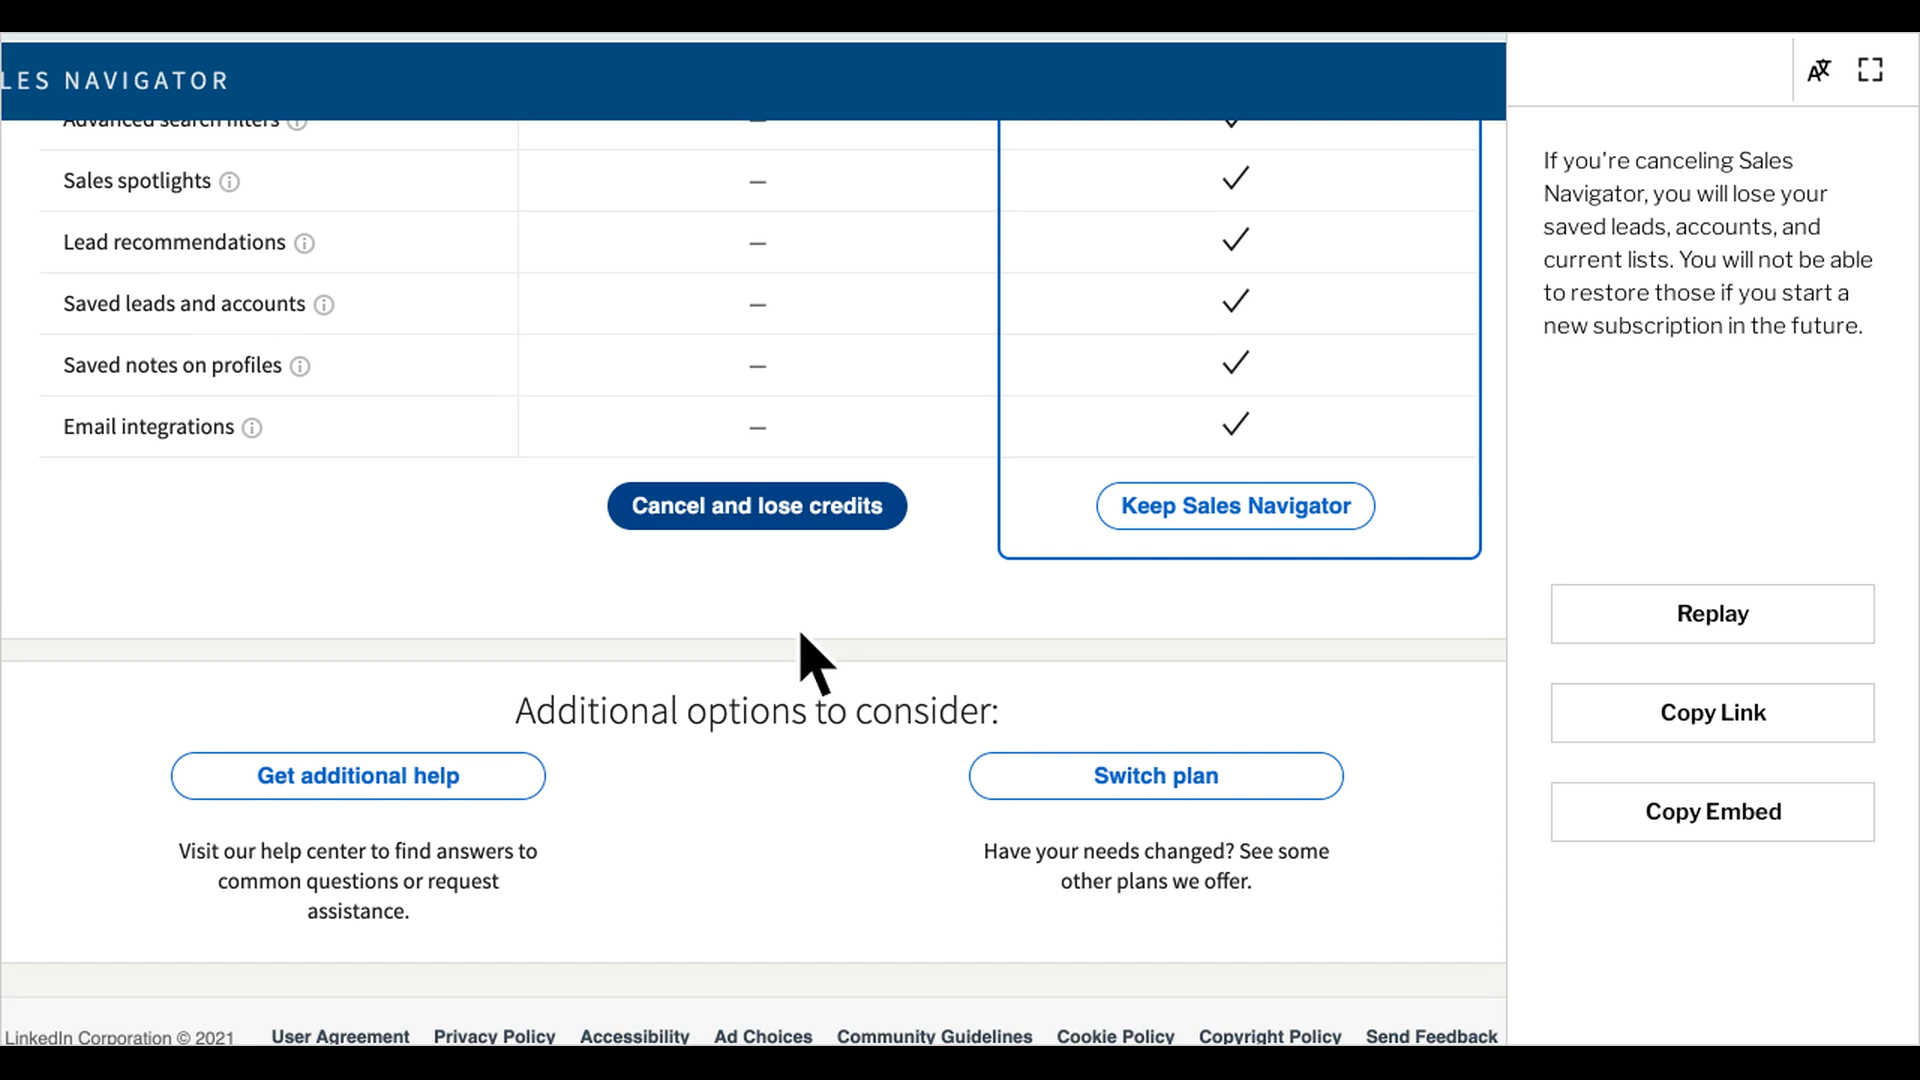 LES NAVIGATOR
Advanced search filters
Sales spotlights
Lead recommendations
Saved leads and accounts
Saved notes on profiles
Email integrations
Cancel and lose credits
Keep Sales Navigator
Additional options to consider:
Get additional help
Visit our help center to find answers to
common questions or request
assistance.
Switch plan
Have your needs changed? See some
other plans we offer.
LinkedIn Corporation © 2021 User Agreement Privacy Policy Accessibility Ad Choices Community Guidelines Cookie Policy Copyright Policy Send Feedback
If you're canceling Sales
Navigator, you will lose your
saved leads, accounts, and
current lists. You will not be able
to restore those if you start a
new subscription in the future.
Replay
Copy Link
Copy Embed